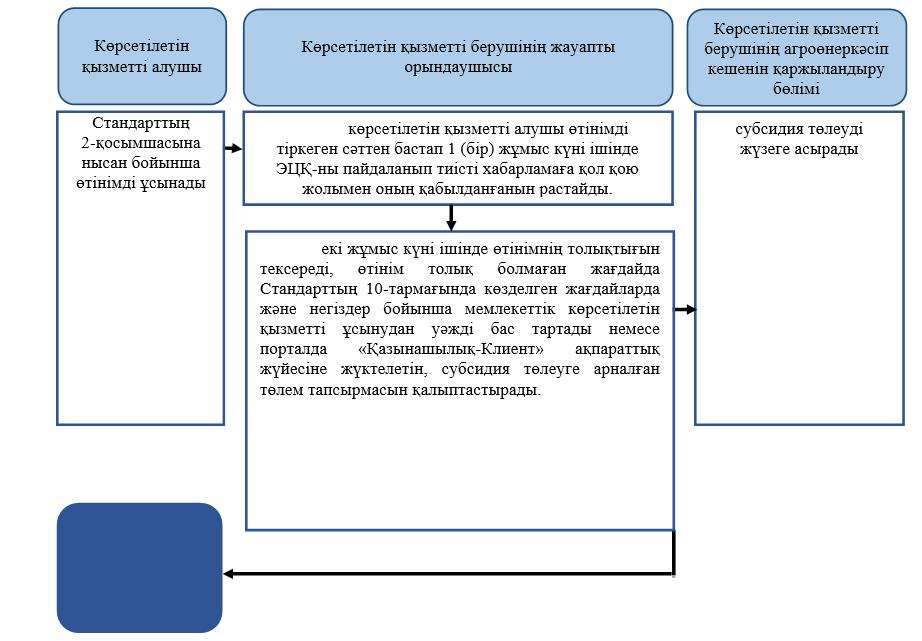 Көрсетілетін
қызметті алушы
Көрсетілетін қызметті берушінің жауапты
орындаушысы
Көрсетілетін қызметті
берушінің агроөнеркәсіп
кешенін қаржыландыру
бөлімі
Стандарттың
2-қосымшасына
нысан бойынша
өтінімді ұсынады
көрсетілетін қызметті алушы өтінімді
тіркеген сәттен бастап 1 (бір) жұмыс күні ішінде
ЭЦҚ-ны пайдаланып тиісті хабарламаға қол қою
жолымен оның қабылданғанын растайды.
екі жұмыс күні ішінде өтінімнің толықтығын
тексереді, өтінім толық болмаған жағдайда
Стандарттың 10-тармағында көзделген жағдайларда
және негіздер бойынша мемлекеттік көрсетілетін
қызметті ұсынудан уәжді бас тартады немесе
порталда «Қазынашылық-Клиент» ақпараттық
жүйесіне жүктелетін, субсидия төлеуге арналған
төлем тапсырмасын қалыптастырады.
субсидия төлеуді
жүзеге асырады